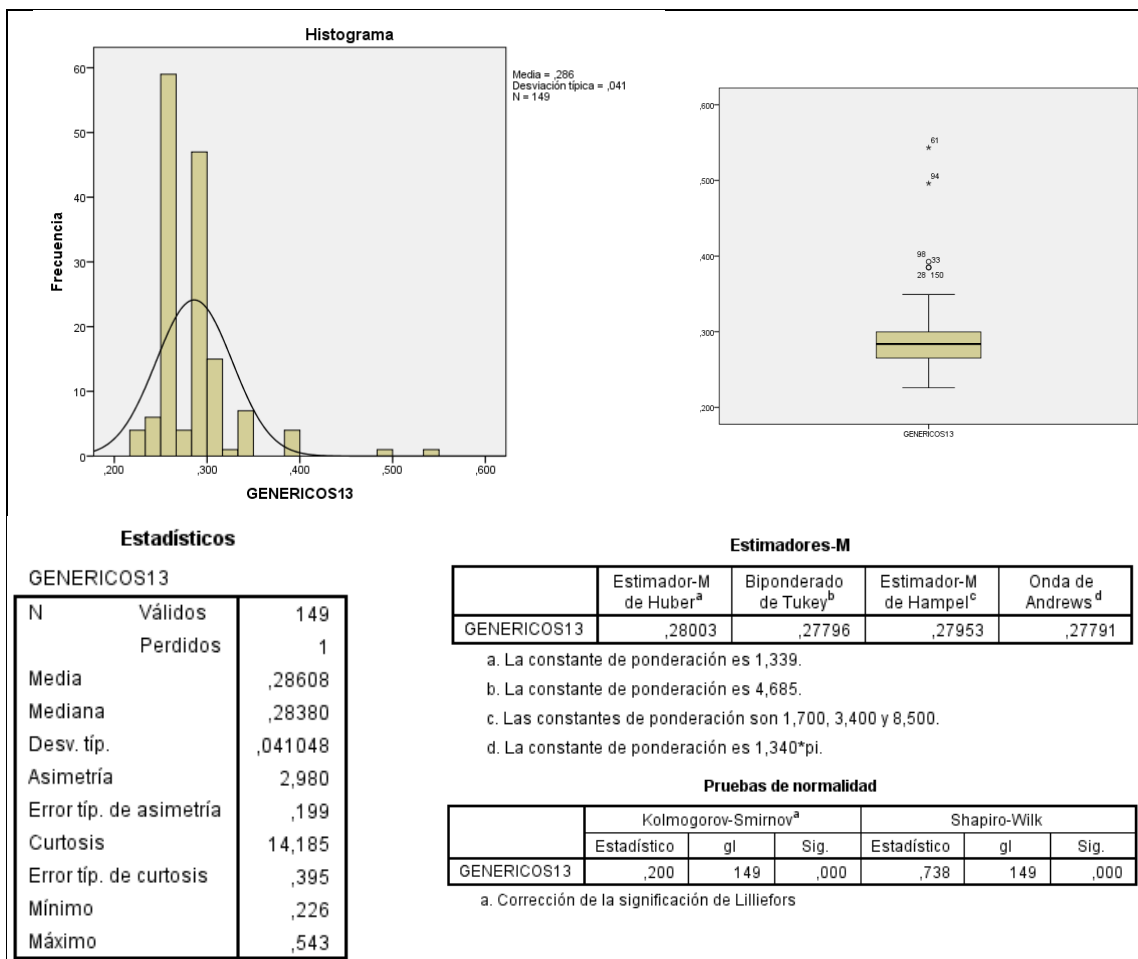 Histograma
Media = ,286
Desviación típica = ,041
N = 149
Frecuencia
60
50
40
30
20
10
0
,200 ,300 ,400 ,500 ,600
GENERICOS13
,600
,500
,400
,300
,200
61
94
98 33
28 150
GENERICOS13
Estadísticos
GENERICOS13
N Válidos 149
Perdidos 1
Media ,28608
Mediana ,28380
Desv. típ. ,041048
Asimetría 2,980
Error típ. de asimetría ,199
Curtosis 14,185
Error típ. de curtosis ,395
Mínimo ,226
Máximo ,543
Estimadores-M
Estimador-M de Huberᵃ Biponderado de Tukeyᵇ Estimador-M de Hampelᶜ Onda de Andrewsᵈ
GENERICOS13 ,28003 ,27796 ,27953 ,27791
a. La constante de ponderación es 1,339.
b. La constante de ponderación es 4,685.
c. Las constantes de ponderación son 1,700, 3,400 y 8,500.
d. La constante de ponderación es 1,340*pi.
Pruebas de normalidad
Kolmogorov-Smirnovᵃ Shapiro-Wilk
Estadístico gl Sig. Estadístico gl Sig.
GENERICOS13 ,200 149 ,000 ,738 149 ,000
a. Corrección de la significación de Lilliefors